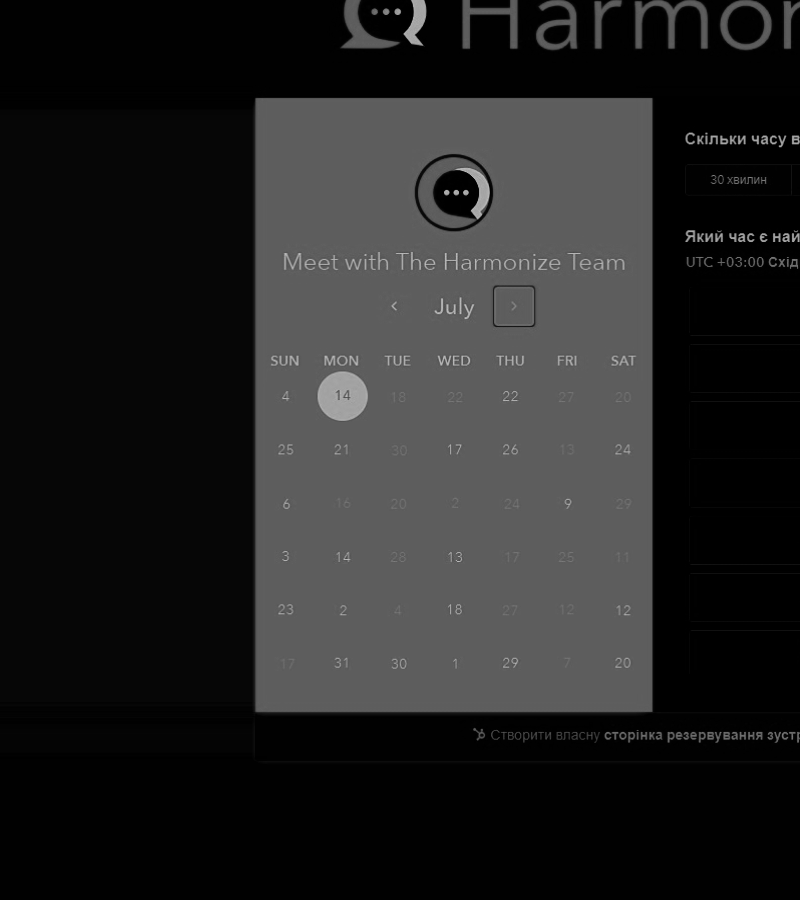 Harmon
Скільки часу в
30 хвилин
Який час є най
UTC +03:00 Схід
Meet with The Harmonize Team
July
SUN MON TUE WED THU FRI SAT
4 14 18 22 22 27 20
25 21 30 17 26 13 24
6 16 20 2 24 9 29
3 14 28 13 17 25 11
23 2 4 18 27 12 12
17 31 30 1 29 7 20
Створити власну сторінка резервування зуст